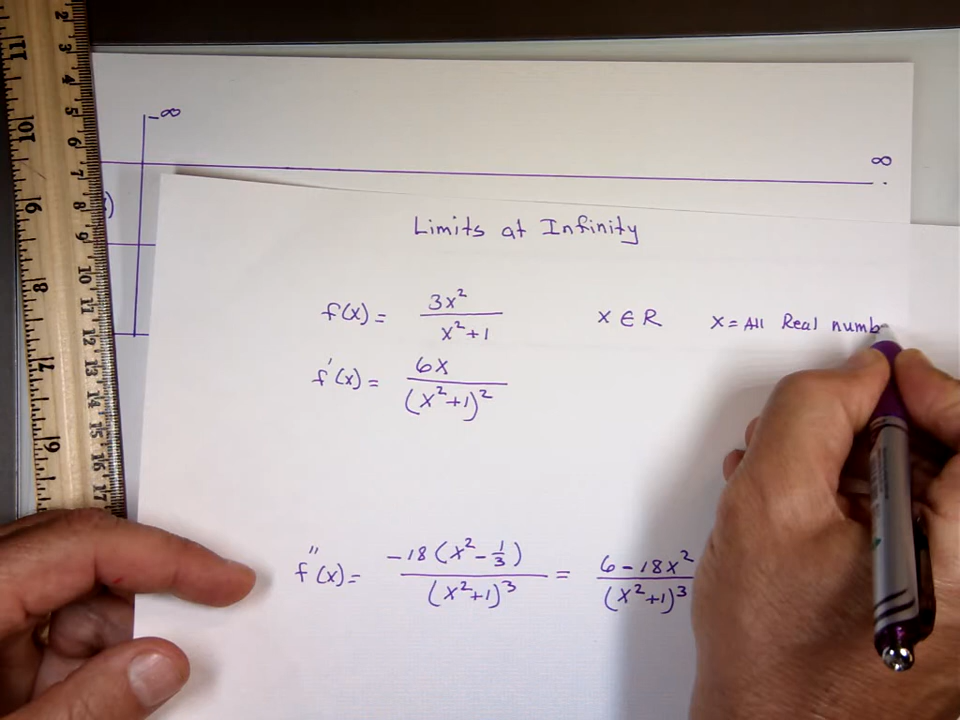 -∞
∞
Limits at Infinity
f(x) = 3x² / x²+1    x ∈ R    x = All Real numb
f'(x) = 6x / (x²+1)²
f''(x) = -18(x² - 1/3) / (x²+1)³ = 6 - 18x² / (x²+1)³